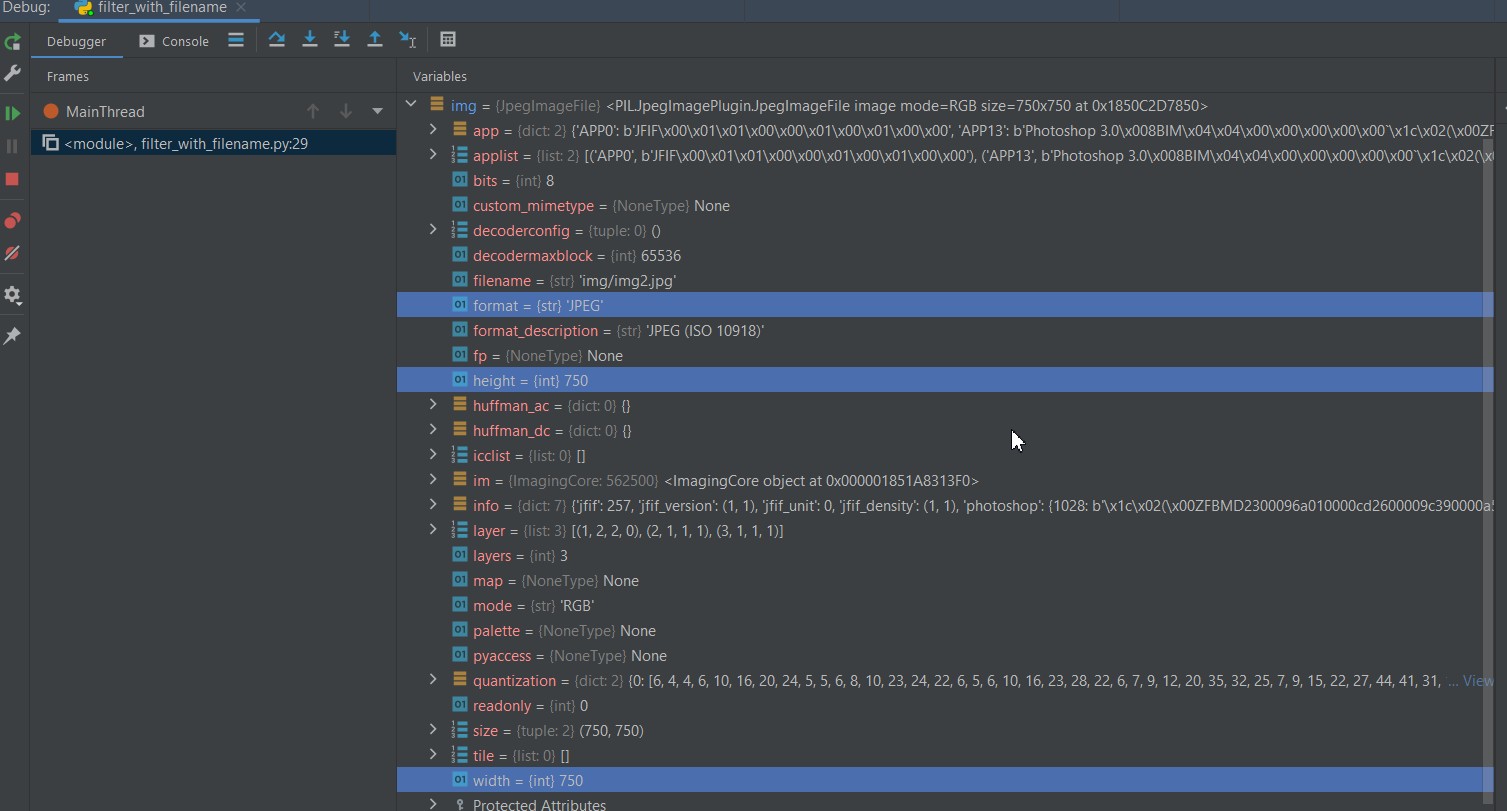 Debug: filter_with_filename
Debugger Console
Frames
Variables
MainThread
<module>, filter_with_filename.py:29
img = {JpegImageFile} <PIL.JpegImagePlugin.JpegImageFile image mode=RGB size=750x750 at 0x1850C2D7850>
app = {dict: 2} {'APP0': b'JFIF\x00\x01\x01\x00\x00\x01\x00\x01\x00\x00', 'APP13': b'Photoshop 3.0\x008BIM\x04\x04\x00\x00\x00\x00\x00`\x1c\x02(\x00ZF
applist = {list: 2} [('APP0', b'JFIF\x00\x01\x01\x00\x00\x01\x00\x01\x00\x00'), ('APP13', b'Photoshop 3.0\x008BIM\x04\x04\x00\x00\x00\x00\x00`\x1c\x02(\x0
bits = {int} 8
custom_mimetype = {NoneType} None
decoderconfig = {tuple: 0} ()
decodermaxblock = {int} 65536
filename = {str} 'img/img2.jpg'
format = {str} 'JPEG'
format_description = {str} 'JPEG (ISO 10918)'
fp = {NoneType} None
height = {int} 750
huffman_ac = {dict: 0} {}
huffman_dc = {dict: 0} {}
icclist = {list: 0} []
im = {ImagingCore: 562500} <ImagingCore object at 0x000001851A8313F0>
info = {dict: 7} {'jfif': 257, 'jfif_version': (1, 1), 'jfif_unit': 0, 'jfif_density': (1, 1), 'photoshop': {1028: b'\x1c\x02(\x00ZFBMD2300096a010000cd2600009c390000a5
layer = {list: 3} [(1, 2, 2, 0), (2, 1, 1, 1), (3, 1, 1, 1)]
layers = {int} 3
map = {NoneType} None
mode = {str} 'RGB'
palette = {NoneType} None
pyaccess = {NoneType} None
quantization = {dict: 2} {0: [6, 4, 4, 6, 10, 16, 20, 24, 5, 5, 6, 8, 10, 23, 24, 22, 6, 5, 6, 10, 16, 23, 28, 22, 6, 7, 9, 12, 20, 35, 32, 25, 7, 9, 15, 22, 27, 44, 41, 31, ... View
readonly = {int} 0
size = {tuple: 2} (750, 750)
tile = {list: 0} []
width = {int} 750
Protected Attributes